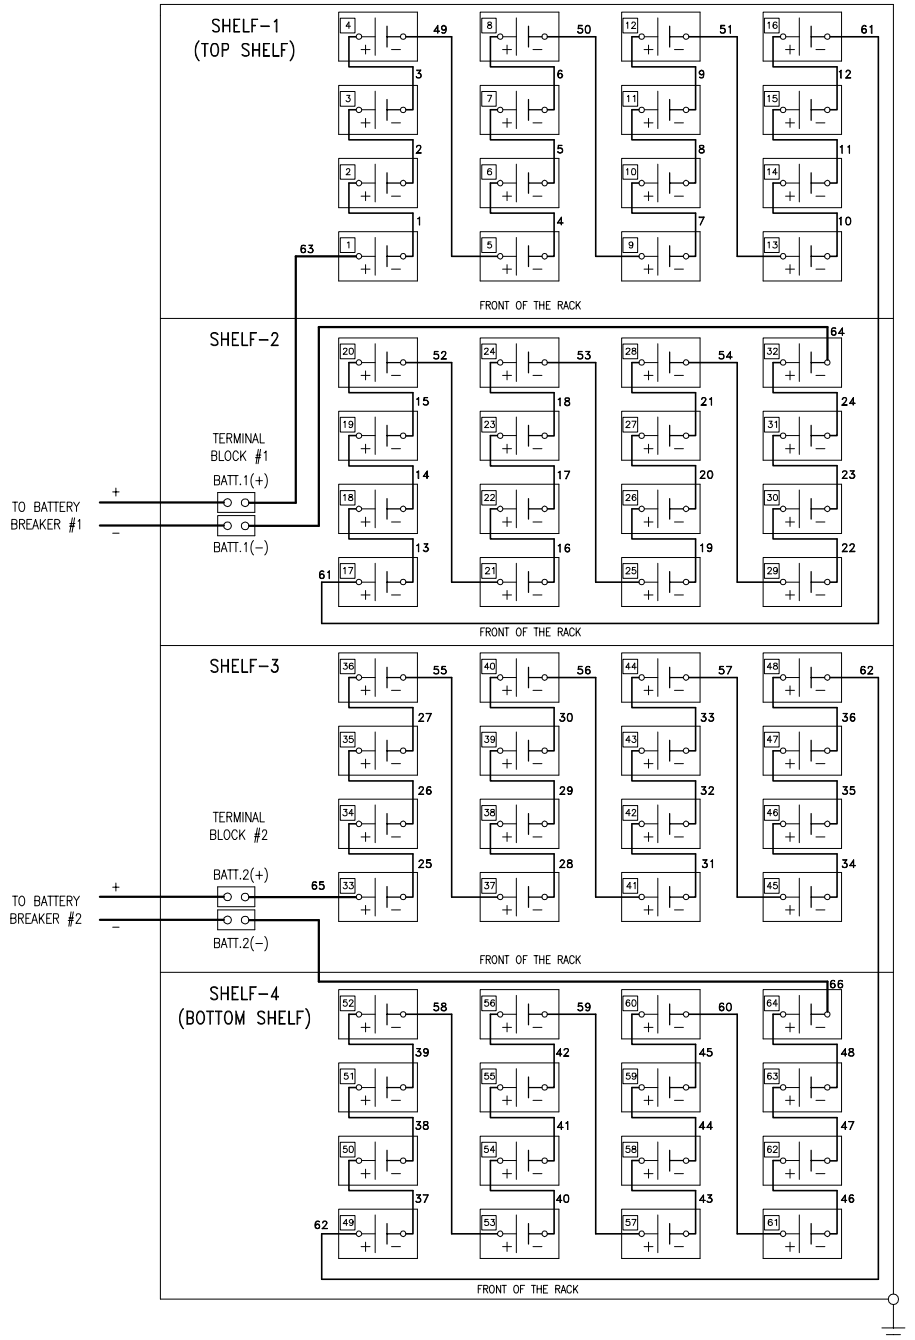 SHELF-1
(TOP SHELF)
4 + - 49 8 + - 50 12 + - 51 16 + - 61
3 6 9 12
3 + - 7 + - 11 + - 15 + -
2 5 8 11
2 + - 6 + - 10 + - 14 + -
1 4 7 10
63 1 + - 5 + - 9 + - 13 + -
FRONT OF THE RACK
SHELF-2
64
20 + - 52 24 + - 53 28 + - 54 32 + -
15 18 21 24
19 + - 23 + - 27 + - 31 + -
14 17 20 23
18 + - 22 + - 26 + - 30 + -
13 16 19 22
61 17 + - 21 + - 25 + - 29 + -
TERMINAL
BLOCK #1
BATT.1(+)
+
TO BATTERY
BREAKER #1
-
BATT.1(-)
FRONT OF THE RACK
SHELF-3
36 + - 55 40 + - 56 44 + - 57 48 + - 62
27 30 33 36
35 + - 39 + - 43 + - 47 + -
26 29 32 35
34 + - 38 + - 42 + - 46 + -
25 28 31 34
65 33 + - 37 + - 41 + - 45 + -
TERMINAL
BLOCK #2
BATT.2(+)
+
TO BATTERY
BREAKER #2
-
BATT.2(-)
FRONT OF THE RACK
SHELF-4
(BOTTOM SHELF)
66
52 + - 58 56 + - 59 60 + - 60 64 + -
39 42 45 48
51 + - 55 + - 59 + - 63 + -
38 41 44 47
50 + - 54 + - 58 + - 62 + -
37 40 43 46
62 49 + - 53 + - 57 + - 61 + -
FRONT OF THE RACK